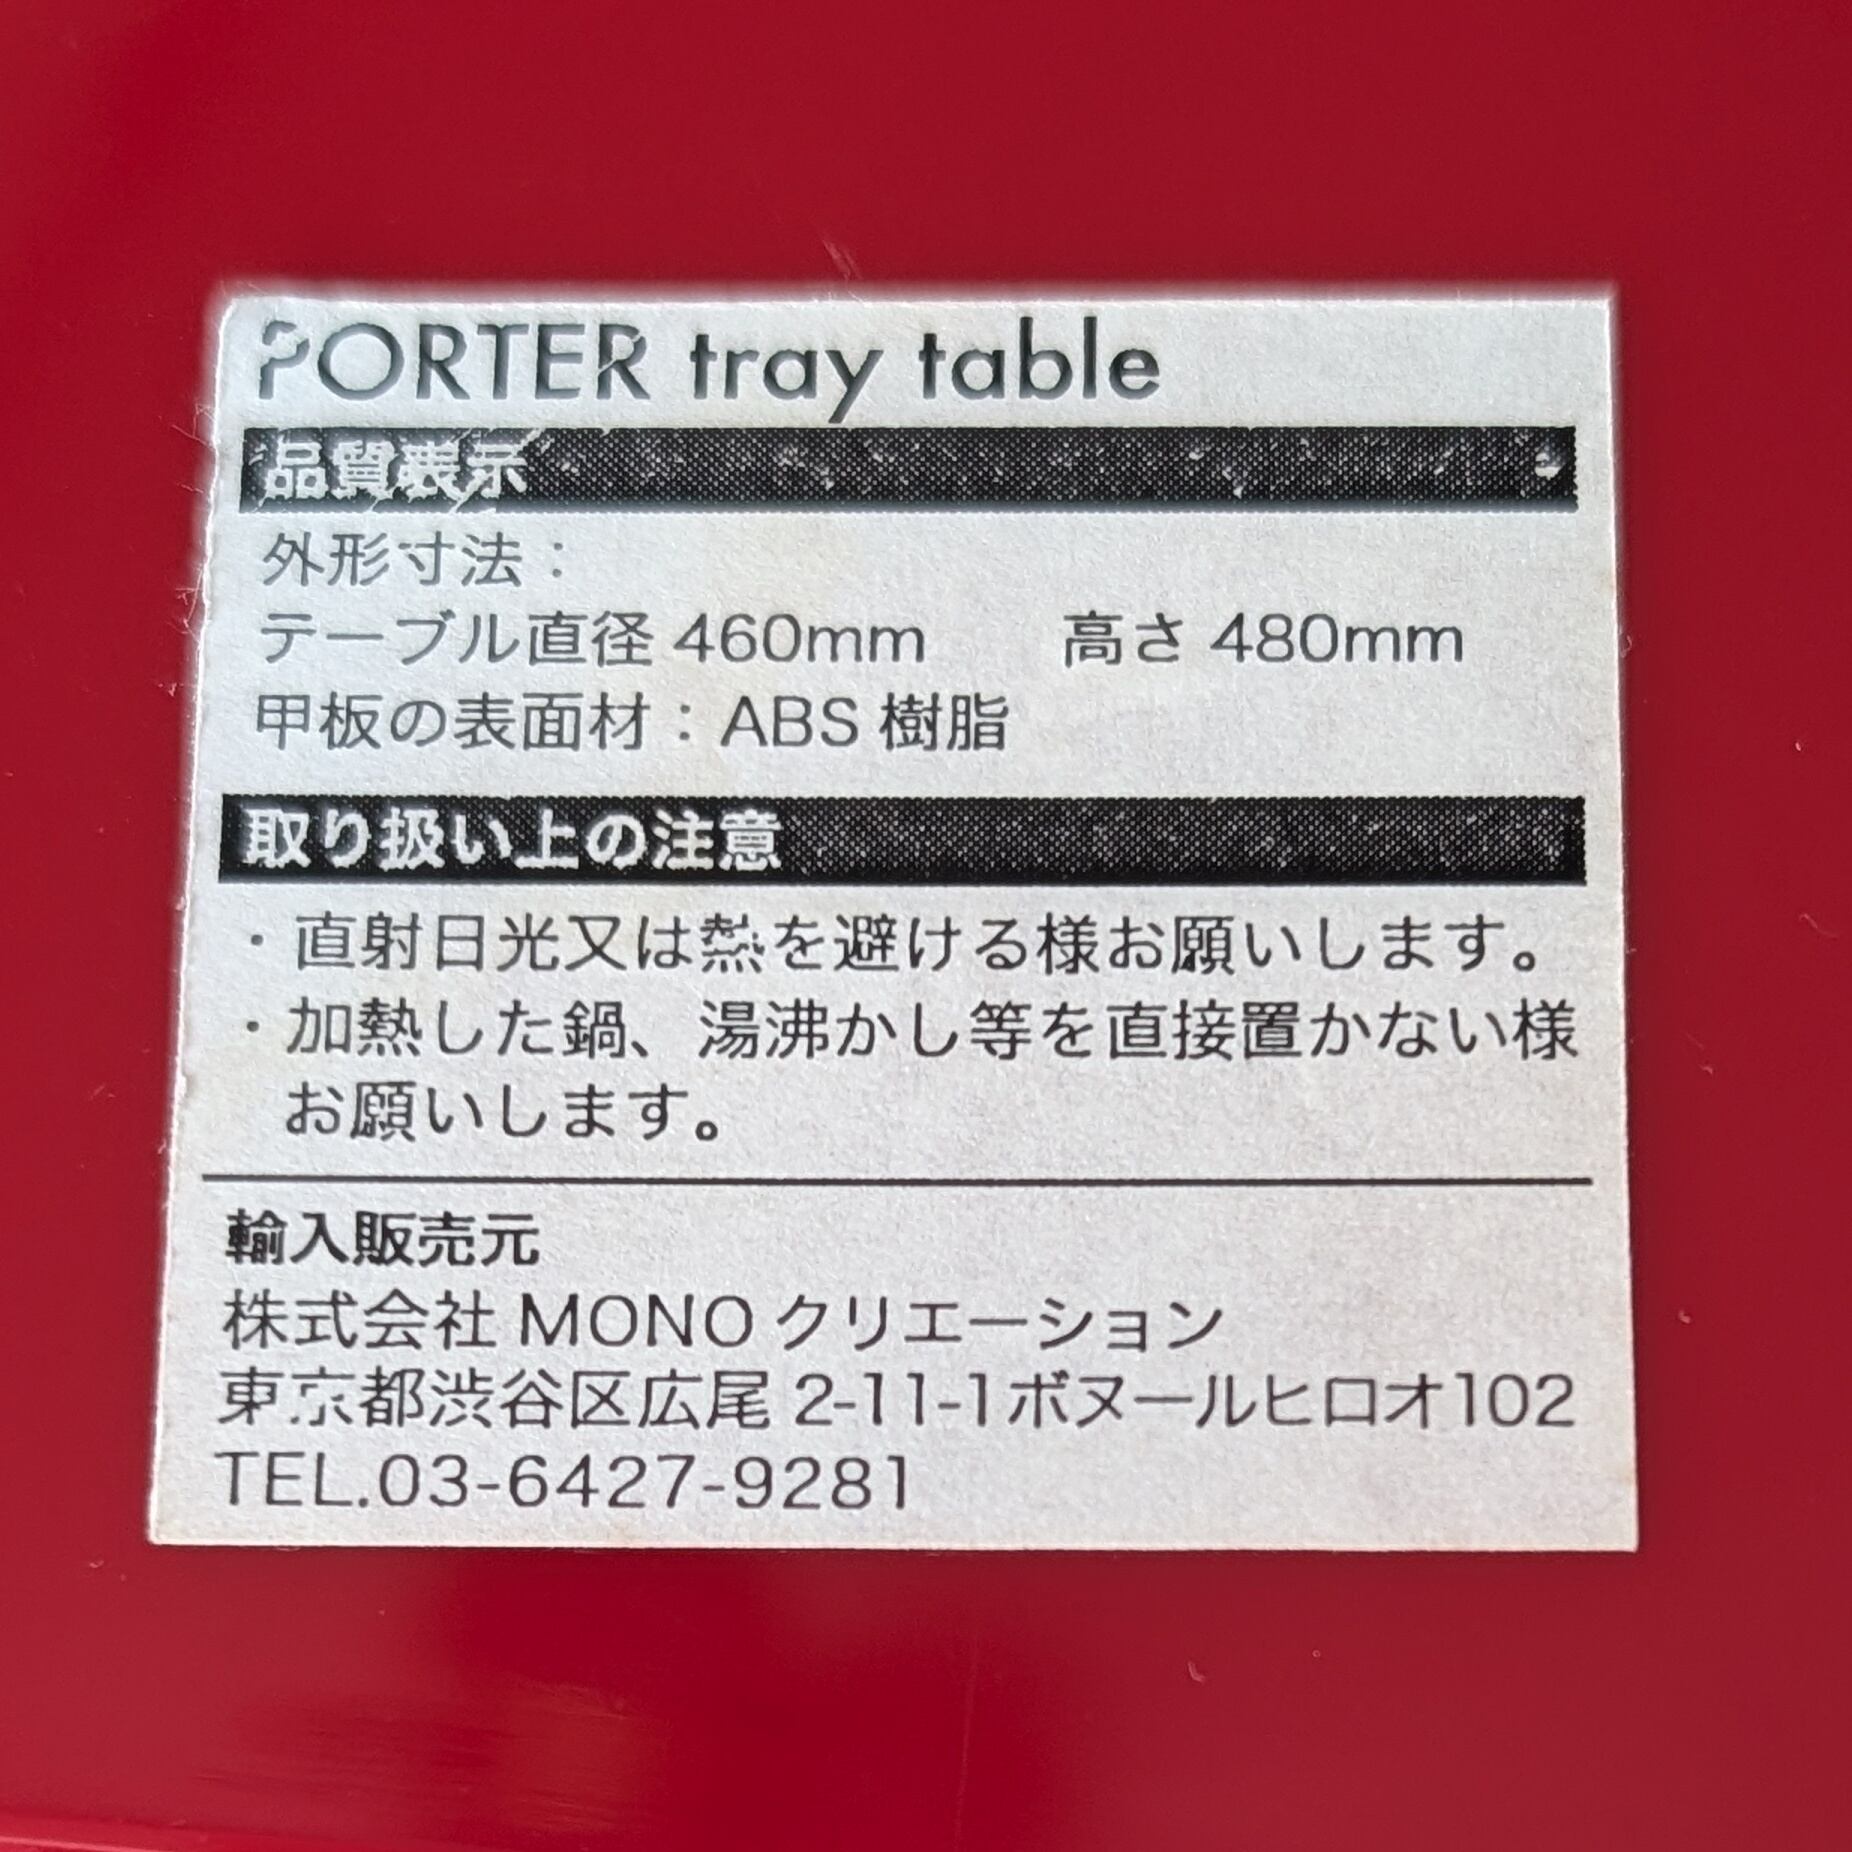 PORTER tray table
品質表示
外形寸法：
テーブル直径 460mm 高さ 480mm
甲板の表面材：ABS 樹脂
取り扱い上の注意
・直射日光又は熱を避ける様お願いします。
・加熱した鍋、湯沸かし等を直接置かない様
お願いします。
輸入販売元
株式会社 MONO クリエーション
東京都渋谷区広尾 2-11-1ボヌールヒロオ102
TEL.03-6427-9281